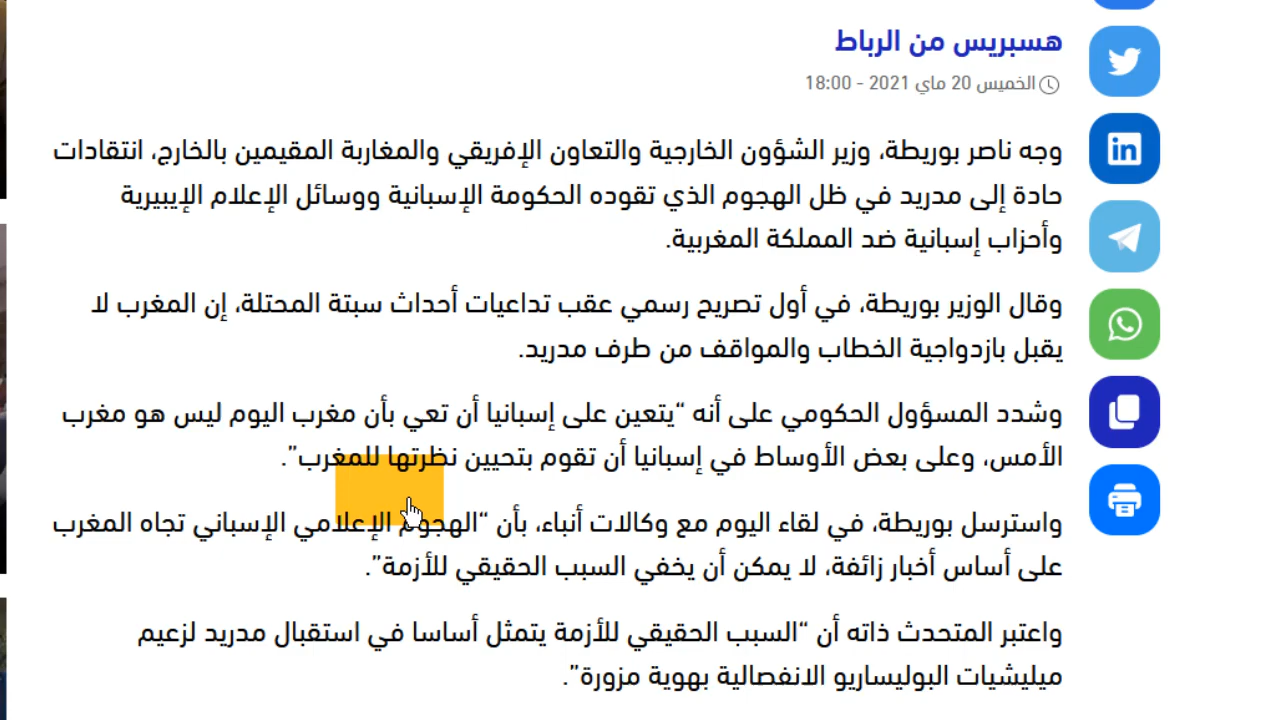 هسبريس من الرباط
الخميس 20 ماي 2021 - 18:00
وجه ناصر بوريطة، وزير الشؤون الخارجية والتعاون الإفريقي والمغاربة المقيمين بالخارج، انتقادات
حادة إلى مدريد في ظل الهجوم الذي تقوده الحكومة الإسبانية ووسائل الإعلام الإيبيرية
وأحزاب إسبانية ضد المملكة المغربية.
وقال الوزير بوريطة، في أول تصريح رسمي عقب تداعيات أحداث سبتة المحتلة، إن المغرب لا
يقبل بازدواجية الخطاب والمواقف من طرف مدريد.
وشدد المسؤول الحكومي على أنه “يتعين على إسبانيا أن تعي بأن مغرب اليوم ليس هو مغرب
الأمس، وعلى بعض الأوساط في إسبانيا أن تقوم بتحيين نظرتها للمغرب”.
واسترسل بوريطة، في لقاء اليوم مع وكالات أنباء، بأن “الهجوم الإعلامي الإسباني تجاه المغرب
على أساس أخبار زائفة، لا يمكن أن يخفي السبب الحقيقي للأزمة”.
واعتبر المتحدث ذاته أن “السبب الحقيقي للأزمة يتمثل أساسا في استقبال مدريد لزعيم
ميليشيات البوليساريو الانفصالية بهوية مزورة”.
in